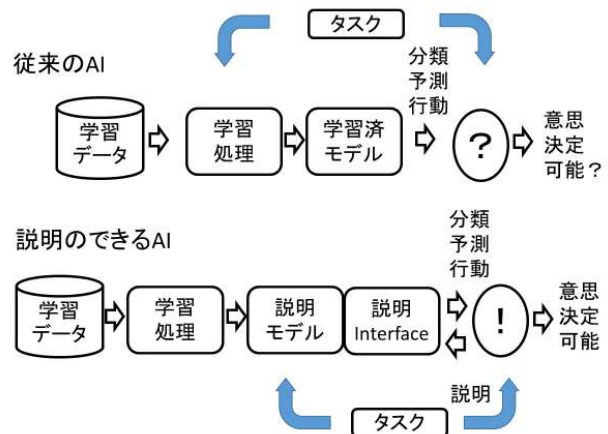 タスク
従来のAI
分類
予測
行動
学習
データ
学習
処理
学習済
モデル
?
意思
決定
可能?
説明のできるAI
分類
予測
行動
学習
データ
学習
処理
説明
モデル
説明
Interface
!
意思
決定
可能
説明
タスク